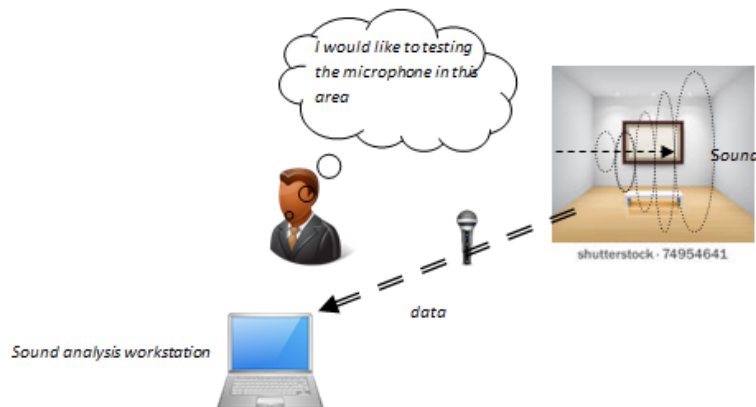 I would like to testing
the microphone in this
area
Sound
shutterstock · 74954641
data
Sound analysis workstation